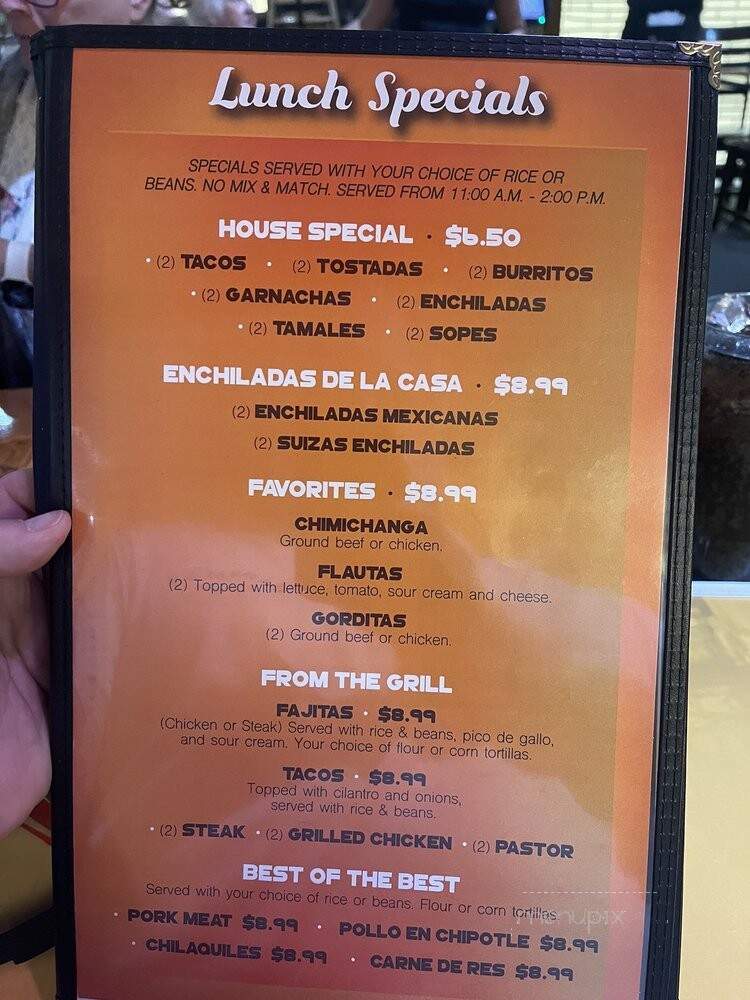 Lunch Specials
SPECIALS SERVED WITH YOUR CHOICE OF RICE OR
BEANS. NO MIX & MATCH. SERVED FROM 11:00 A.M. - 2:00 P.M.
HOUSE SPECIAL · $6.50
• (2) TACOS • (2) TOSTADAS • (2) BURRITOS
• (2) GARNACHAS • (2) ENCHILADAS
• (2) TAMALES • (2) SOPES
ENCHILADAS DE LA CASA · $8.99
(2) ENCHILADAS MEXICANAS
(2) SUIZAS ENCHILADAS
FAVORITES · $8.99
CHIMICHANGA
Ground beef or chicken.
FLAUTAS
(2) Topped with lettuce, tomato, sour cream and cheese.
GORDITAS
(2) Ground beef or chicken.
FROM THE GRILL
FAJITAS · $8.99
(Chicken or Steak) Served with rice & beans, pico de gallo,
and sour cream. Your choice of flour or corn tortillas.
TACOS · $8.99
Topped with cilantro and onions,
served with rice & beans.
• (2) STEAK • (2) GRILLED CHICKEN • (2) PASTOR
BEST OF THE BEST
Served with your choice of rice or beans. Flour or corn tortillas
menupix
• PORK MEAT $8.99 • POLLO EN CHIPOTLE $8.99
• CHILAQUILES $8.99 • CARNE DE RES $8.99